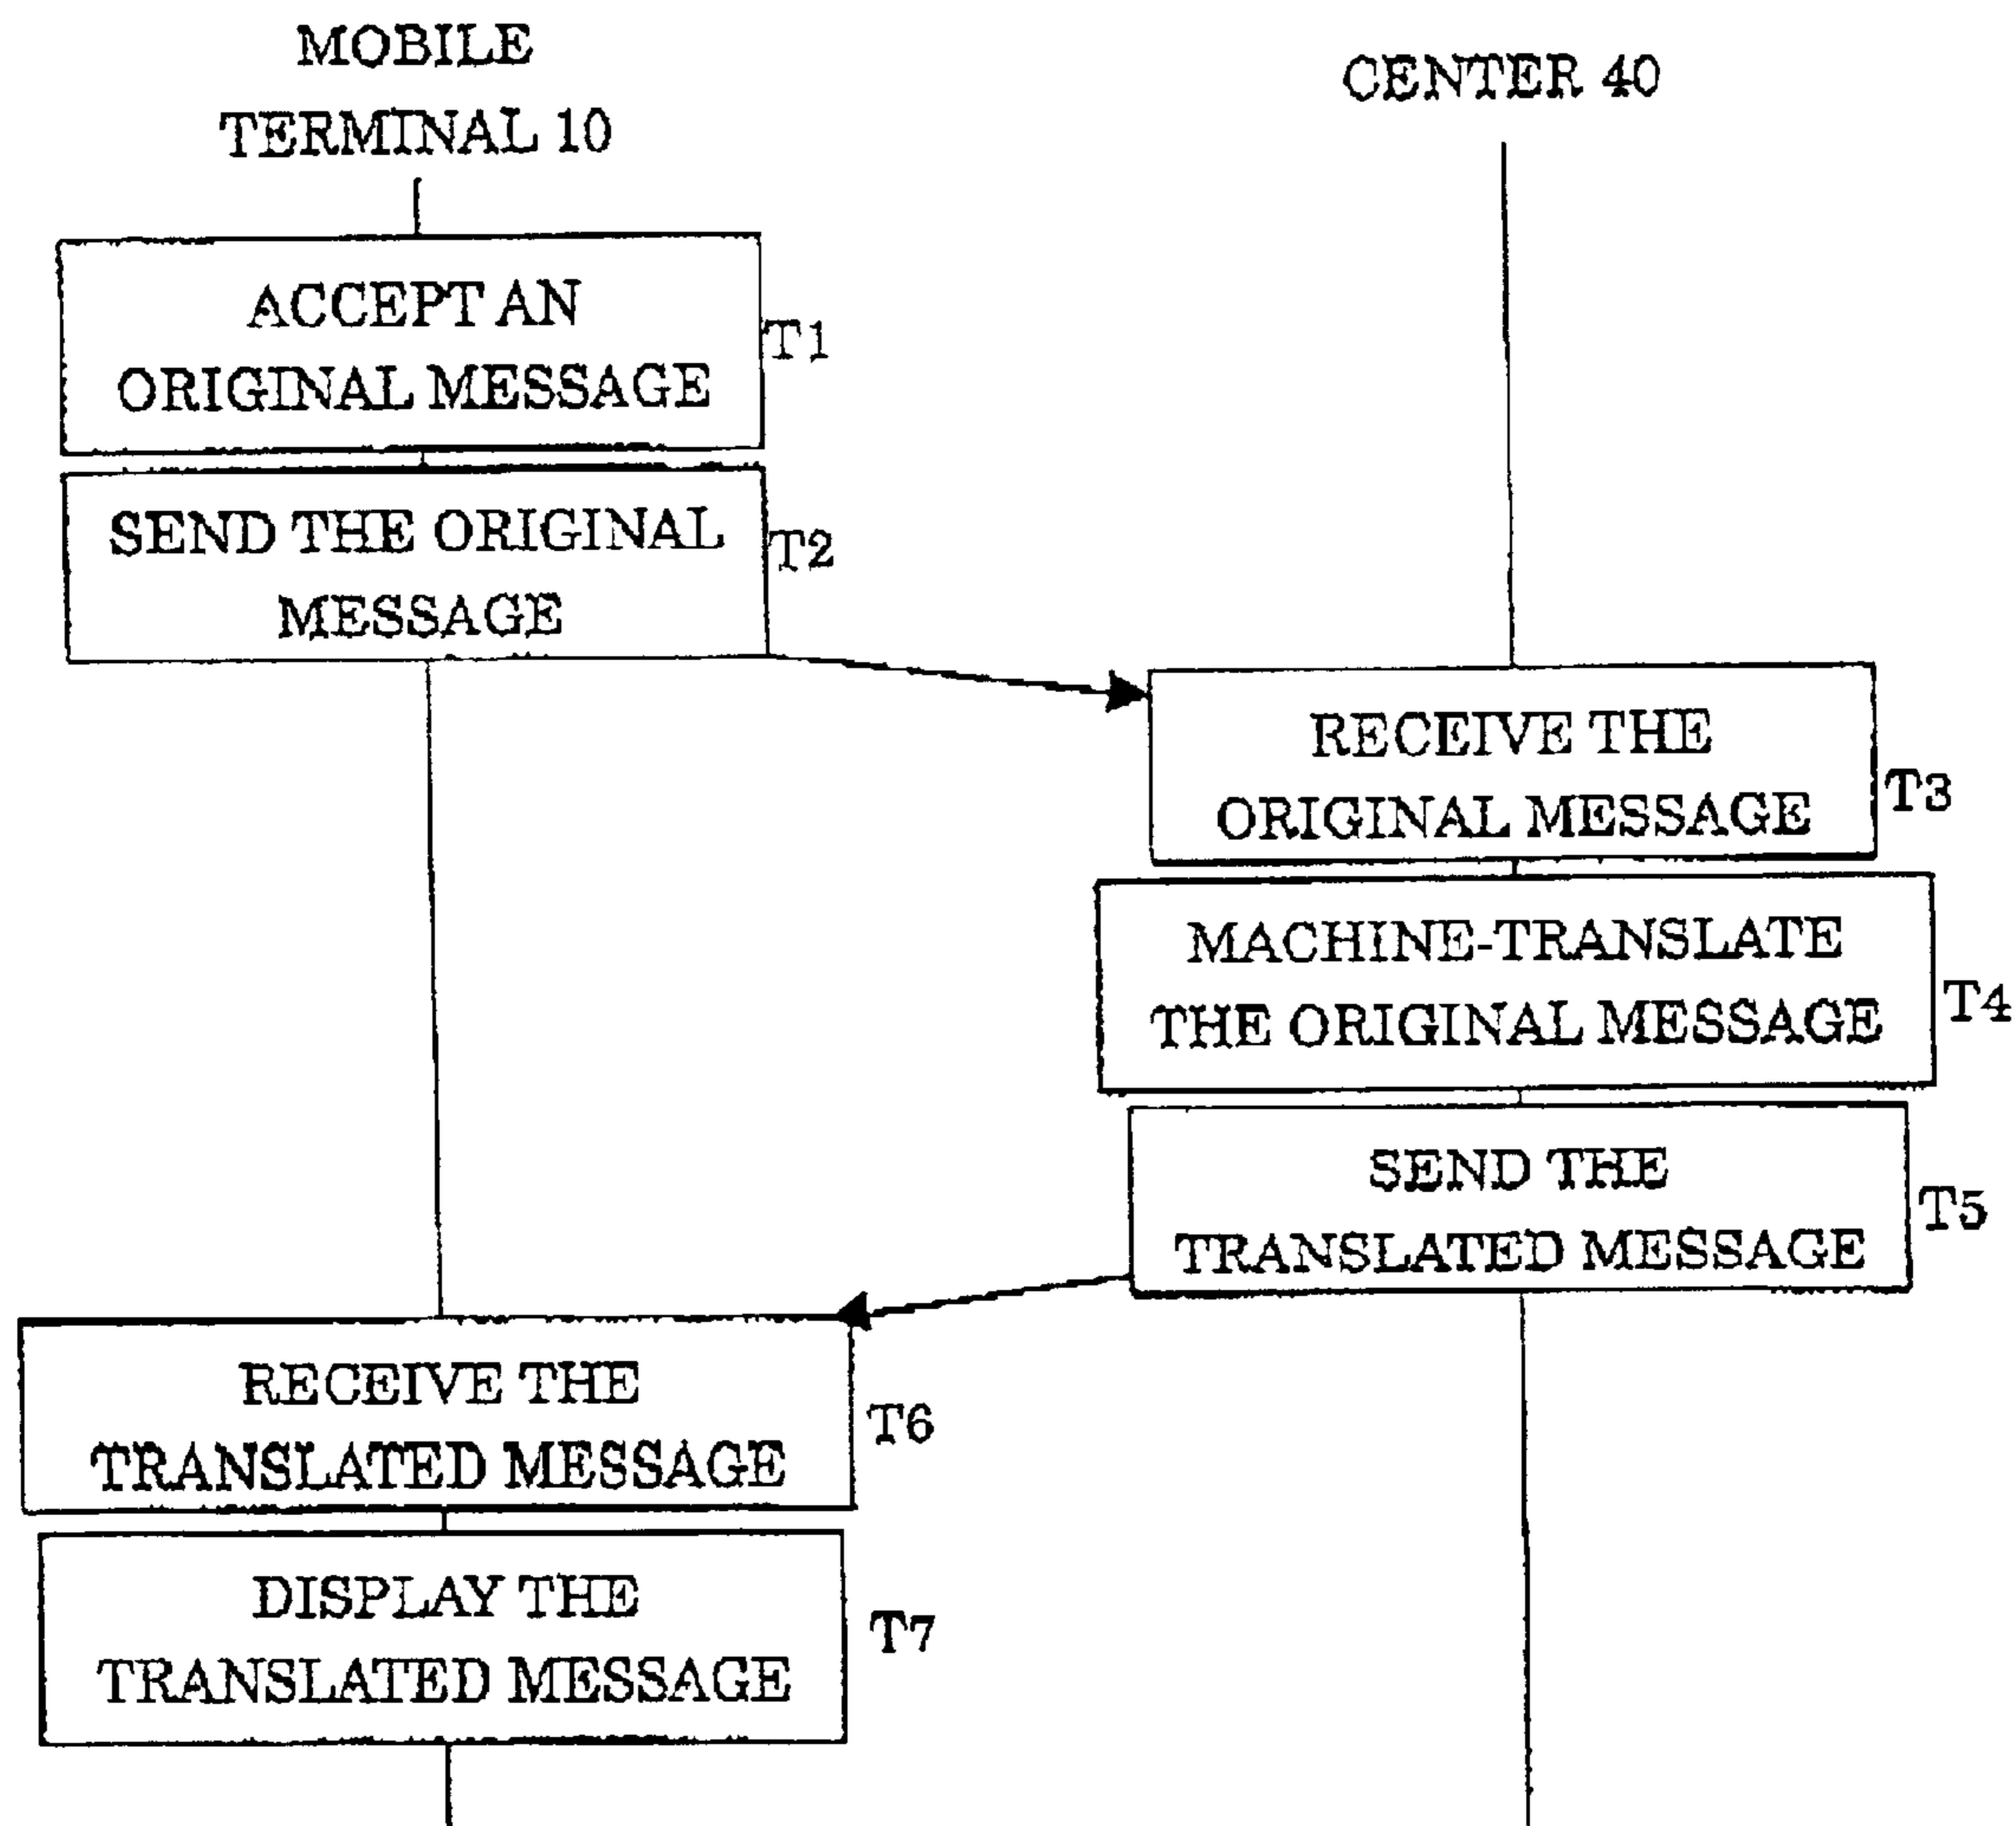 MOBILE
TERMINAL 10
CENTER 40
ACCEPT AN
ORIGINAL MESSAGE
T1
SEND THE ORIGINAL
MESSAGE
T2
RECEIVE THE
ORIGINAL MESSAGE
T3
MACHINE-TRANSLATE
THE ORIGINAL MESSAGE
T4
SEND THE
TRANSLATED MESSAGE
T5
RECEIVE THE
TRANSLATED MESSAGE
T6
DISPLAY THE
TRANSLATED MESSAGE
T7